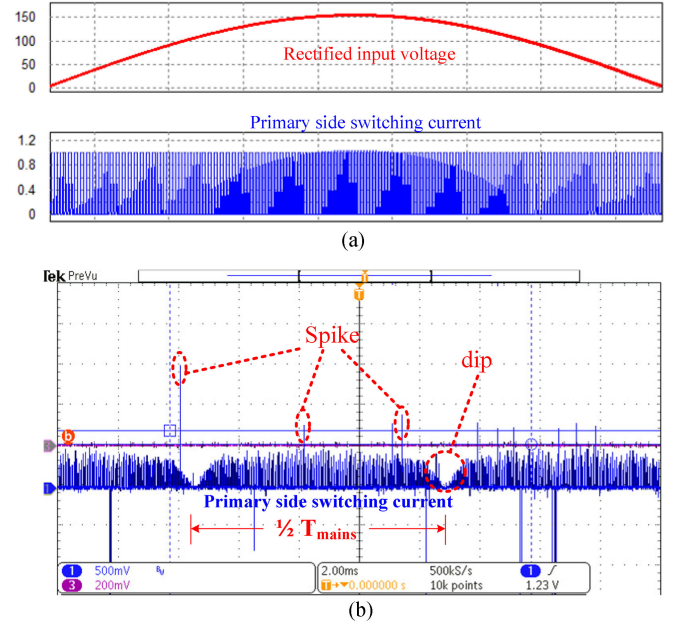 150
100
Rectified input voltage
50
0
Primary side switching current
1.2
0.8
0.4
0
(a)
Tek PreVu
T
T
Spike
dip
b
3
1
Primary side switching current
½ Tmains
1 500mV BW
3 200mV
2.00ms 500kS/s 1
T→▼0.000000 s 10k points 1.23 V
(b)